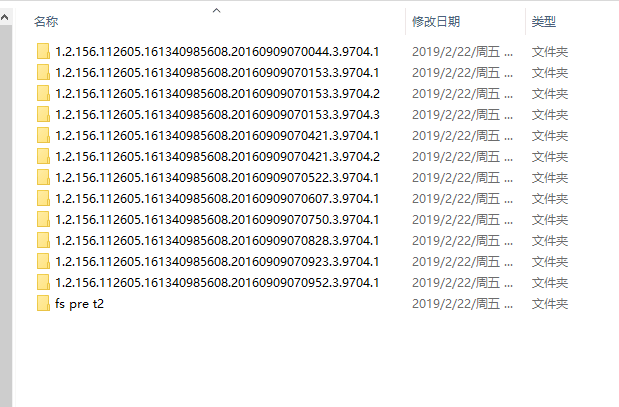 名称 修改日期 类型
1.2.156.112605.161340985608.20160909070044.3.9704.1 2019/2/22/周五 ... 文件夹
1.2.156.112605.161340985608.20160909070153.3.9704.1 2019/2/22/周五 ... 文件夹
1.2.156.112605.161340985608.20160909070153.3.9704.2 2019/2/22/周五 ... 文件夹
1.2.156.112605.161340985608.20160909070153.3.9704.3 2019/2/22/周五 ... 文件夹
1.2.156.112605.161340985608.20160909070421.3.9704.1 2019/2/22/周五 ... 文件夹
1.2.156.112605.161340985608.20160909070421.3.9704.2 2019/2/22/周五 ... 文件夹
1.2.156.112605.161340985608.20160909070522.3.9704.1 2019/2/22/周五 ... 文件夹
1.2.156.112605.161340985608.20160909070607.3.9704.1 2019/2/22/周五 ... 文件夹
1.2.156.112605.161340985608.20160909070750.3.9704.1 2019/2/22/周五 ... 文件夹
1.2.156.112605.161340985608.20160909070828.3.9704.1 2019/2/22/周五 ... 文件夹
1.2.156.112605.161340985608.20160909070923.3.9704.1 2019/2/22/周五 ... 文件夹
1.2.156.112605.161340985608.20160909070952.3.9704.1 2019/2/22/周五 ... 文件夹
fs pre t2 2019/2/22/周五 ... 文件夹